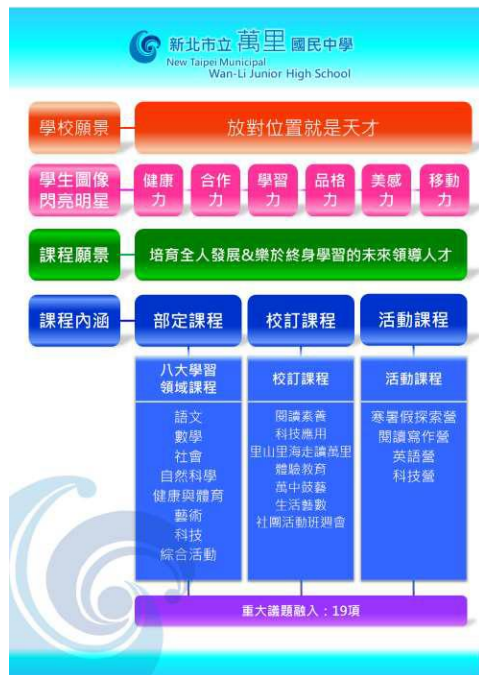 新北市立 萬里 國民中學
New Taipei Municipal
Wan-Li Junior High School
學校願景
放對位置就是天才
學生圖像
閃亮明星
健康
力
合作
力
學習
力
品格
力
美感
力
移動
力
課程願景
培育全人發展&樂於終身學習的未來領導人才
課程內涵
部定課程
校訂課程
活動課程
八大學習
領域課程
語文
數學
社會
自然科學
健康與體育
藝術
科技
綜合活動
校訂課程
閱讀素養
科技應用
里山里海走讀萬里
體驗教育
萬中鼓藝
生活藝數
社團活動班週會
活動課程
寒暑假探索營
閱讀寫作營
英語營
科技營
重大議題融入：19項